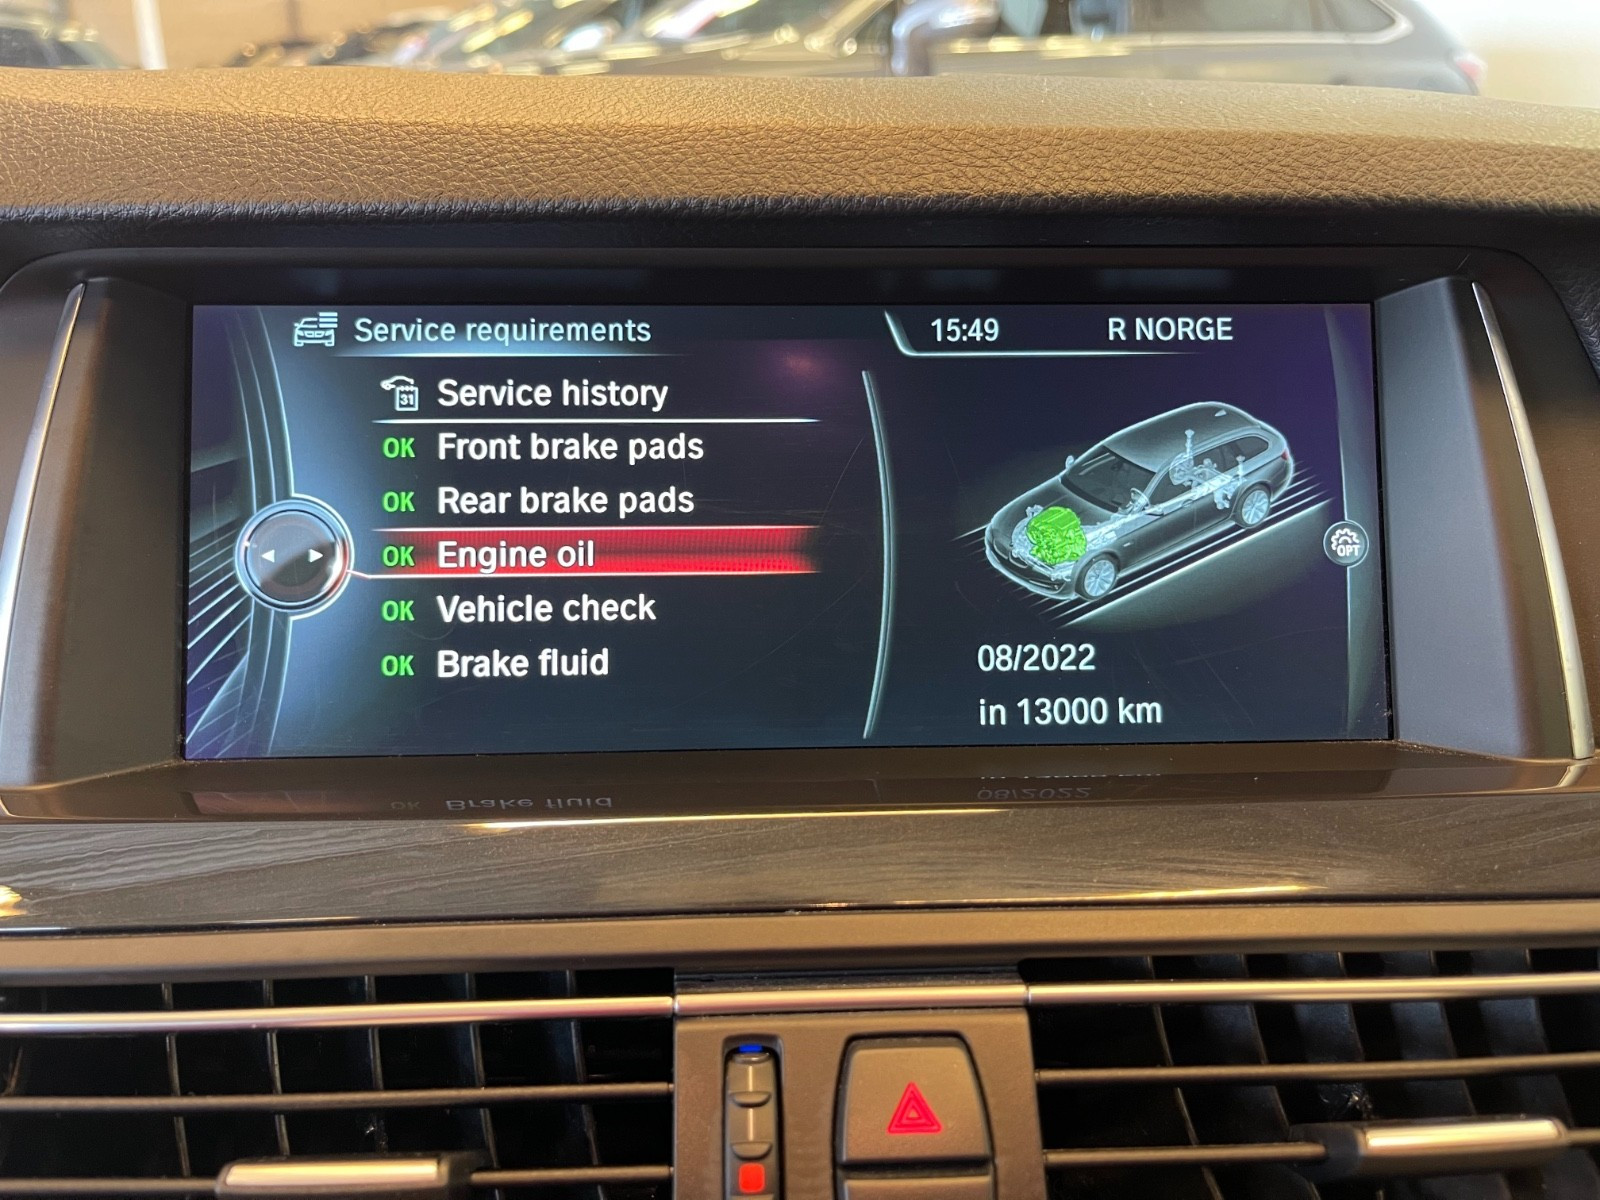 Service requirements
15:49 R NORGE
31 Service history
OK Front brake pads
OK Rear brake pads
OK Engine oil
OK Vehicle check
OK Brake fluid
OPT
08/2022
in 13000 km